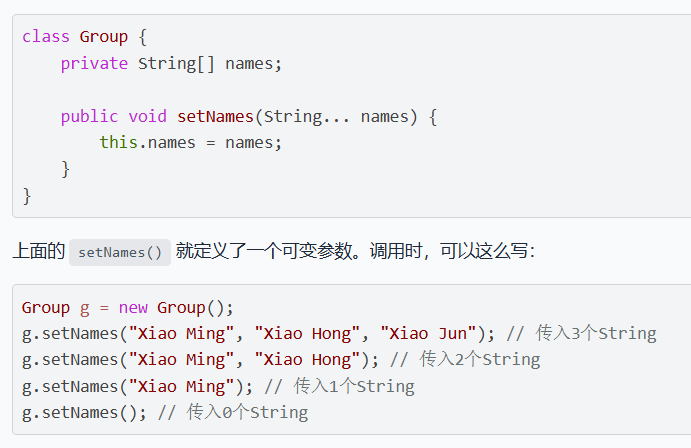 class Group {
    private String[] names;

    public void setNames(String... names) {
        this.names = names;
    }
}
上面的 setNames() 就定义了一个可变参数。调用时，可以这么写：
Group g = new Group();
g.setNames("Xiao Ming", "Xiao Hong", "Xiao Jun"); // 传入3个String
g.setNames("Xiao Ming", "Xiao Hong"); // 传入2个String
g.setNames("Xiao Ming"); // 传入1个String
g.setNames(); // 传入0个String